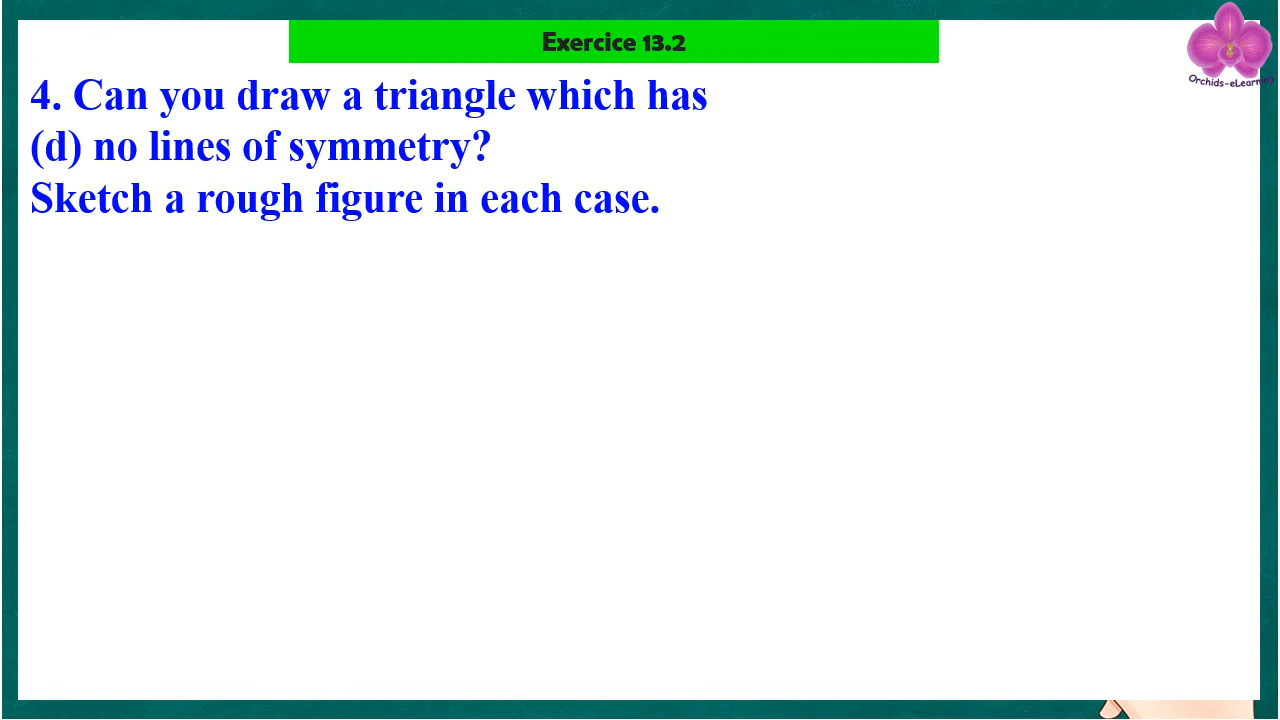 Exercice 13.2
Orchids-eLearning
4. Can you draw a triangle which has
(d) no lines of symmetry?
Sketch a rough figure in each case.